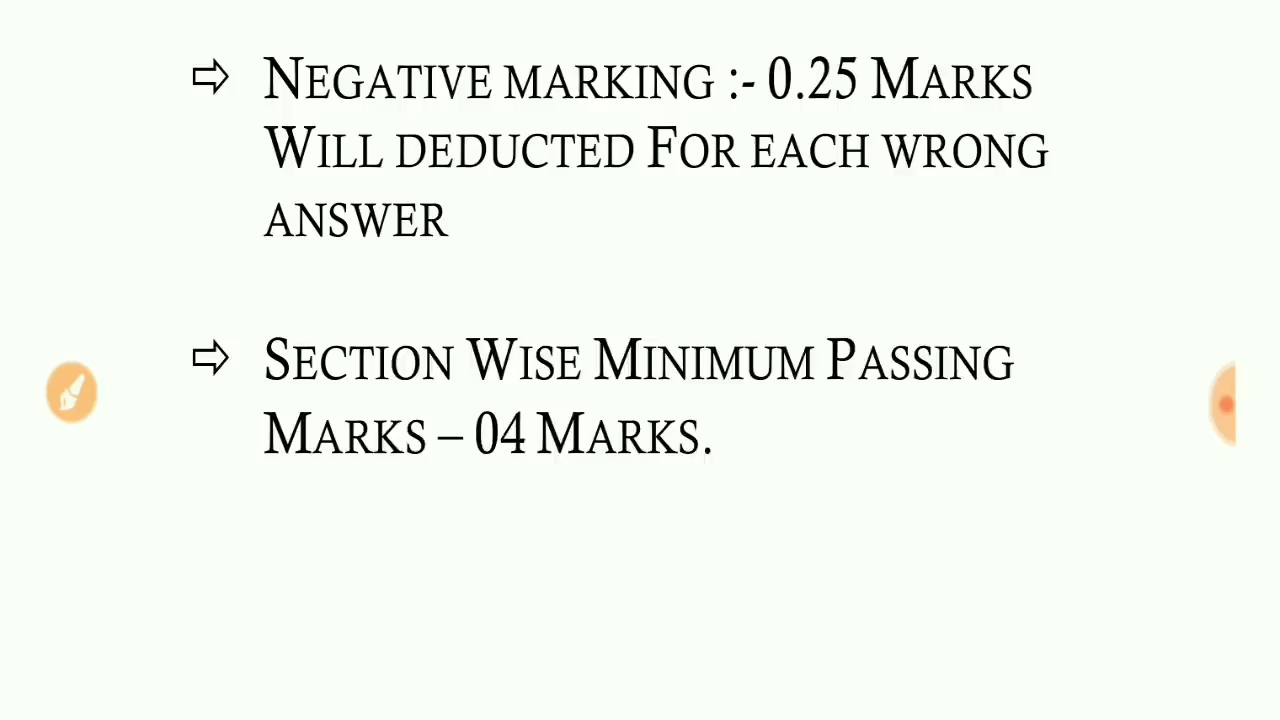 ⇨ NEGATIVE MARKING :- 0.25 MARKS
WILL DEDUCTED FOR EACH WRONG
ANSWER
⇨ SECTION WISE MINIMUM PASSING
MARKS – 04 MARKS.